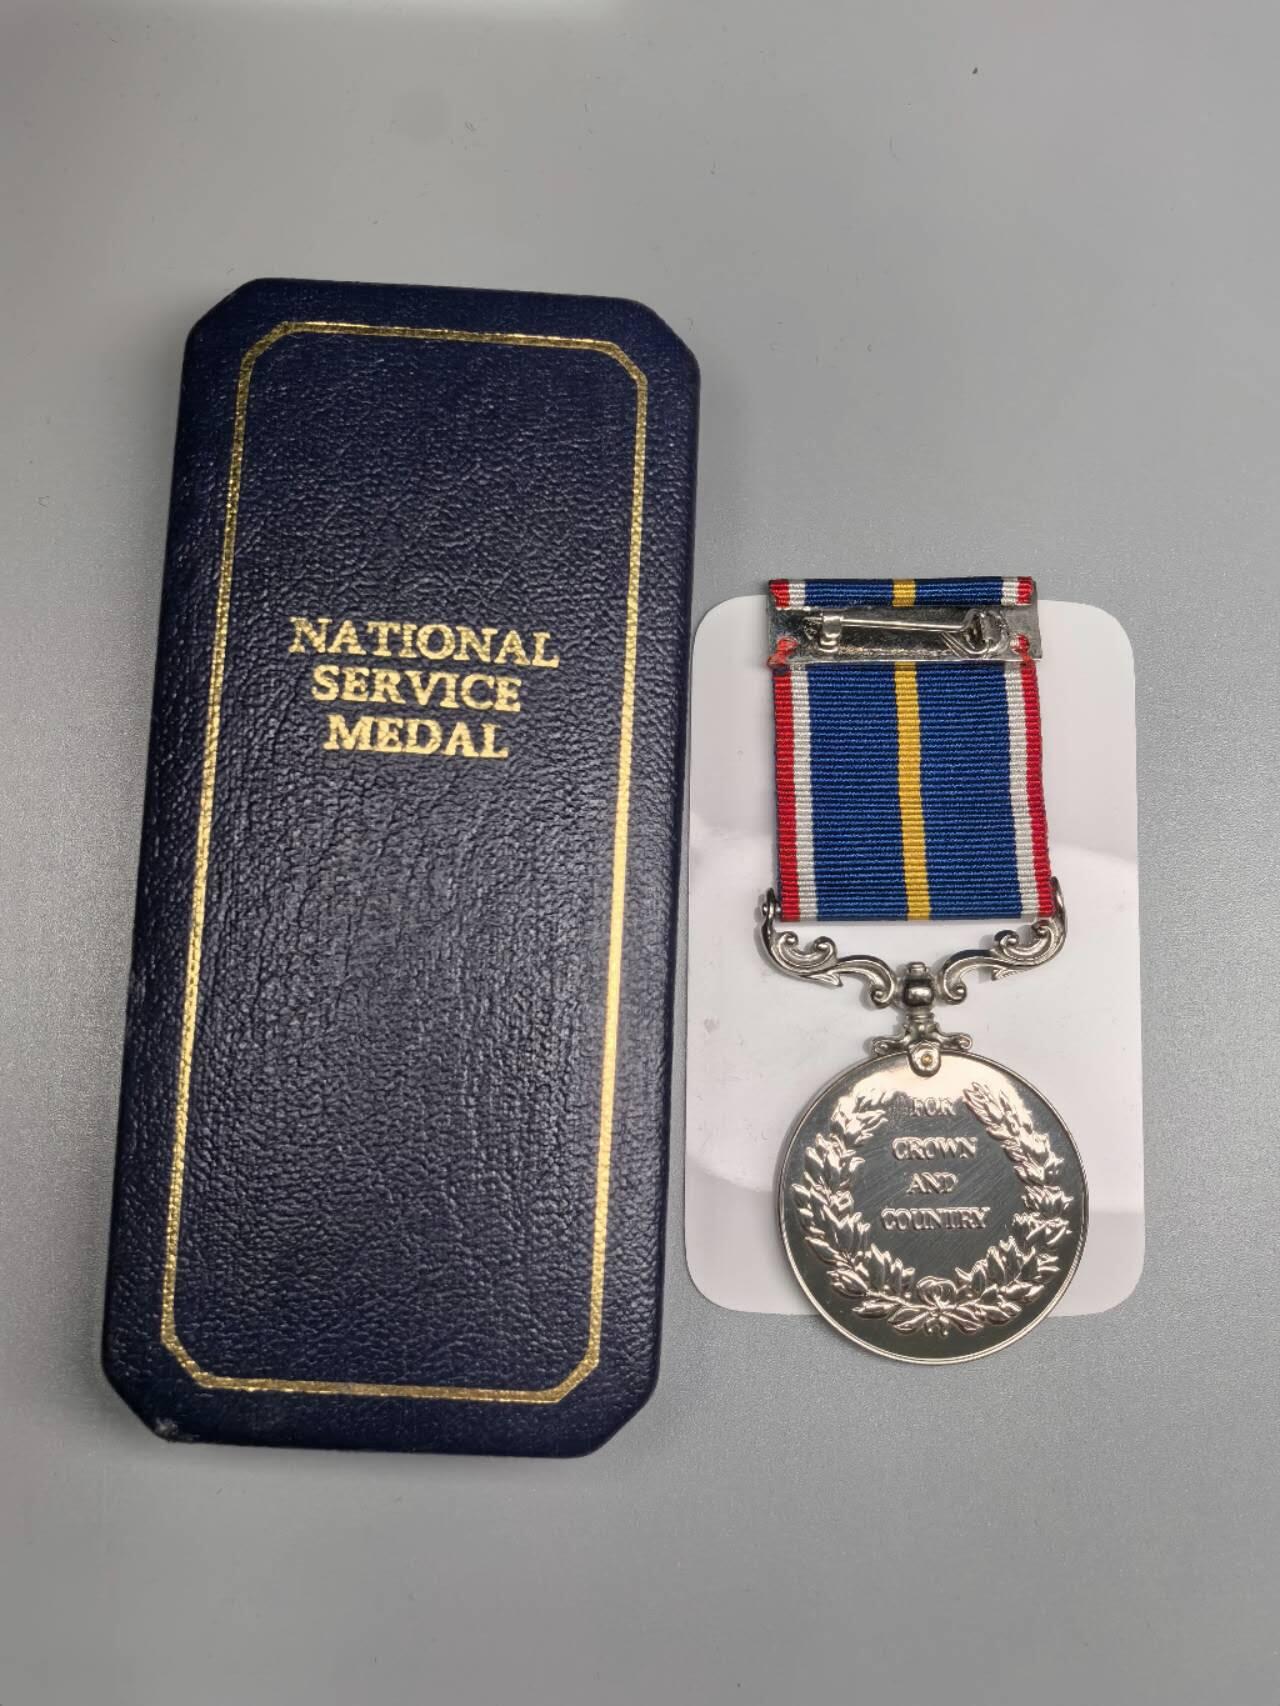 NATIONAL
SERVICE
MEDAL
FOR
CROWN
AND
COUNTRY